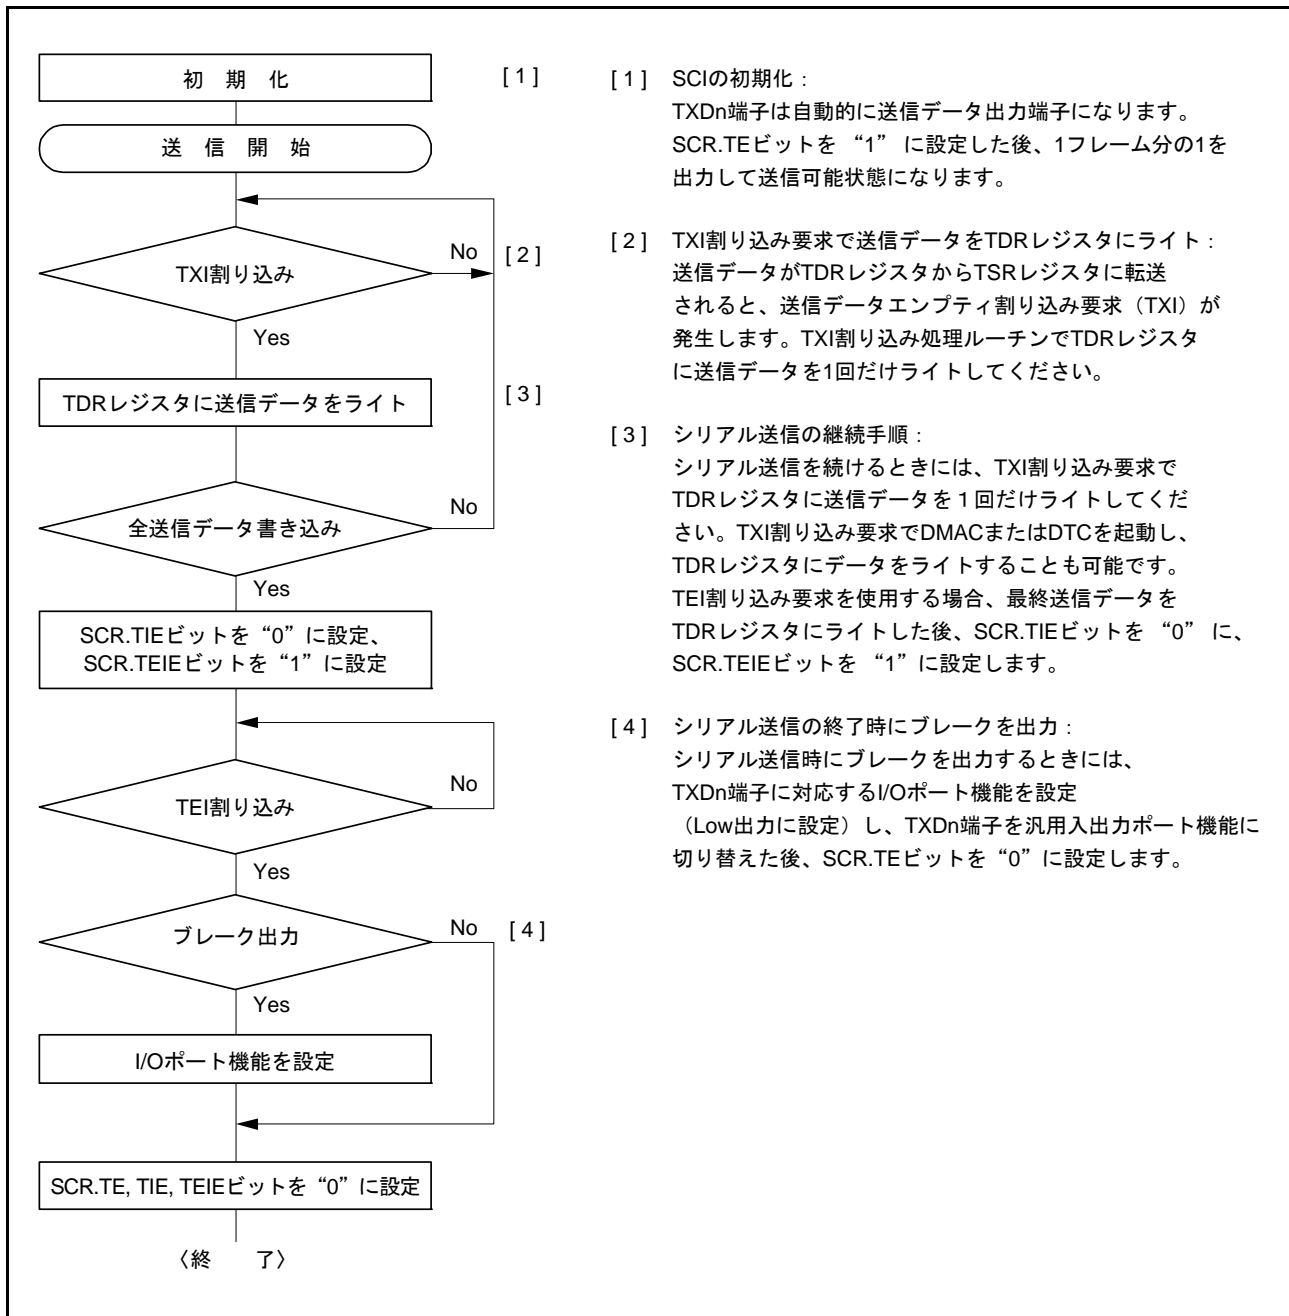 初 期 化
[ 1 ]
送 信 開 始
TXI割り込み
No
[ 2 ]
Yes
TDRレジスタに送信データをライト
[ 3 ]
全送信データ書き込み
No
Yes
SCR.TIEビットを“0”に設定、
SCR.TEIEビットを“1”に設定
TEI割り込み
No
Yes
ブレーク出力
No
[ 4 ]
Yes
I/Oポート機能を設定
SCR.TE, TIE, TEIEビットを“0”に設定
〈終 了〉
[ 1 ] SCIの初期化：
TXDn端子は自動的に送信データ出力端子になります。
SCR.TEビットを “1” に設定した後、1フレーム分の1を
出力して送信可能状態になります。
[ 2 ] TXI割り込み要求で送信データをTDRレジスタにライト：
送信データがTDRレジスタからTSRレジスタに転送
されると、送信データエンプティ割り込み要求（TXI）が
発生します。TXI割り込み処理ルーチンでTDRレジスタ
に送信データを1回だけライトしてください。
[ 3 ] シリアル送信の継続手順：
シリアル送信を続けるときには、TXI割り込み要求で
TDRレジスタに送信データを１回だけライトしてくだ
さい。TXI割り込み要求でDMACまたはDTCを起動し、
TDRレジスタにデータをライトすることも可能です。
TEI割り込み要求を使用する場合、最終送信データを
TDRレジスタにライトした後、SCR.TIEビットを “0” に、
SCR.TEIEビットを “1”に設定します。
[ 4 ] シリアル送信の終了時にブレークを出力：
シリアル送信時にブレークを出力するときには、
TXDn端子に対応するI/Oポート機能を設定
（Low出力に設定）し、TXDn端子を汎用入出力ポート機能に
切り替えた後、SCR.TEビットを“0”に設定します。